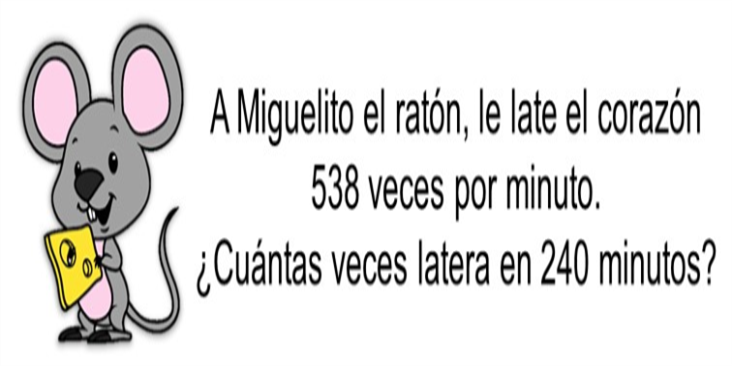 A Miguelito el ratón, le late el corazón
538 veces por minuto.
¿Cuántas veces latera en 240 minutos?